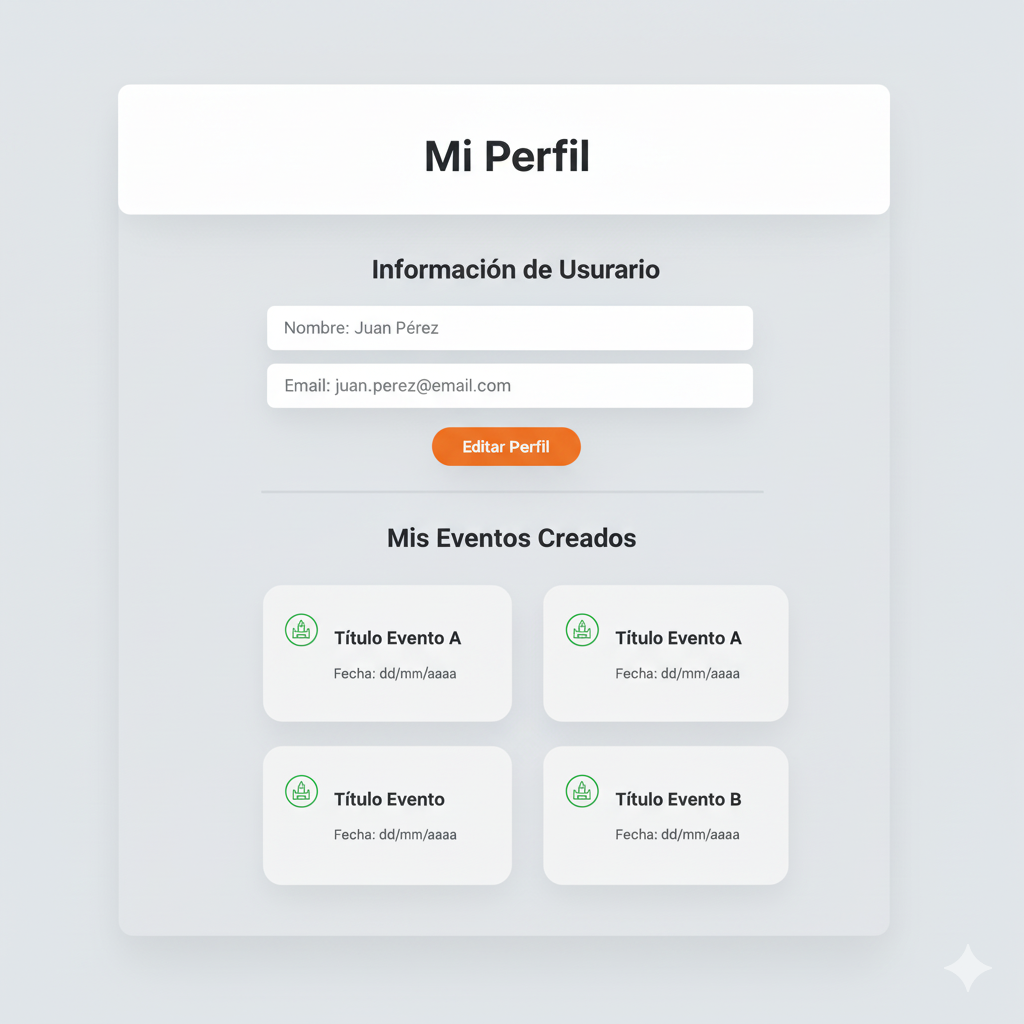 Mi Perfil
Información de Usurario
Nombre: Juan Pérez
Email: juan.perez@email.com
Editar Perfil
Mis Eventos Creados
Título Evento A
Fecha: dd/mm/aaaa
Título Evento A
Fecha: dd/mm/aaaa
Título Evento
Fecha: dd/mm/aaaa
Título Evento B
Fecha: dd/mm/aaaa